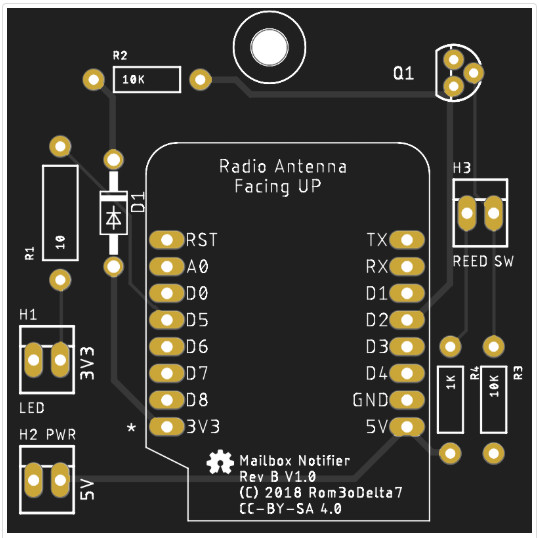 R2
10K
Q1
Radio Antenna
Facing UP
H3
D1
R1
10
RST
TX
A0
RX
REED SW
D0
D1
H1
D5
D2
3V3
D6
D3
D7
D4
1K
R4
10K
R3
LED
D8
GND
*
3V3
5V
H2 PWR
5V
Mailbox Notifier
Rev B V1.0
(C) 2018 Rom3oDelta7
CC-BY-SA 4.0